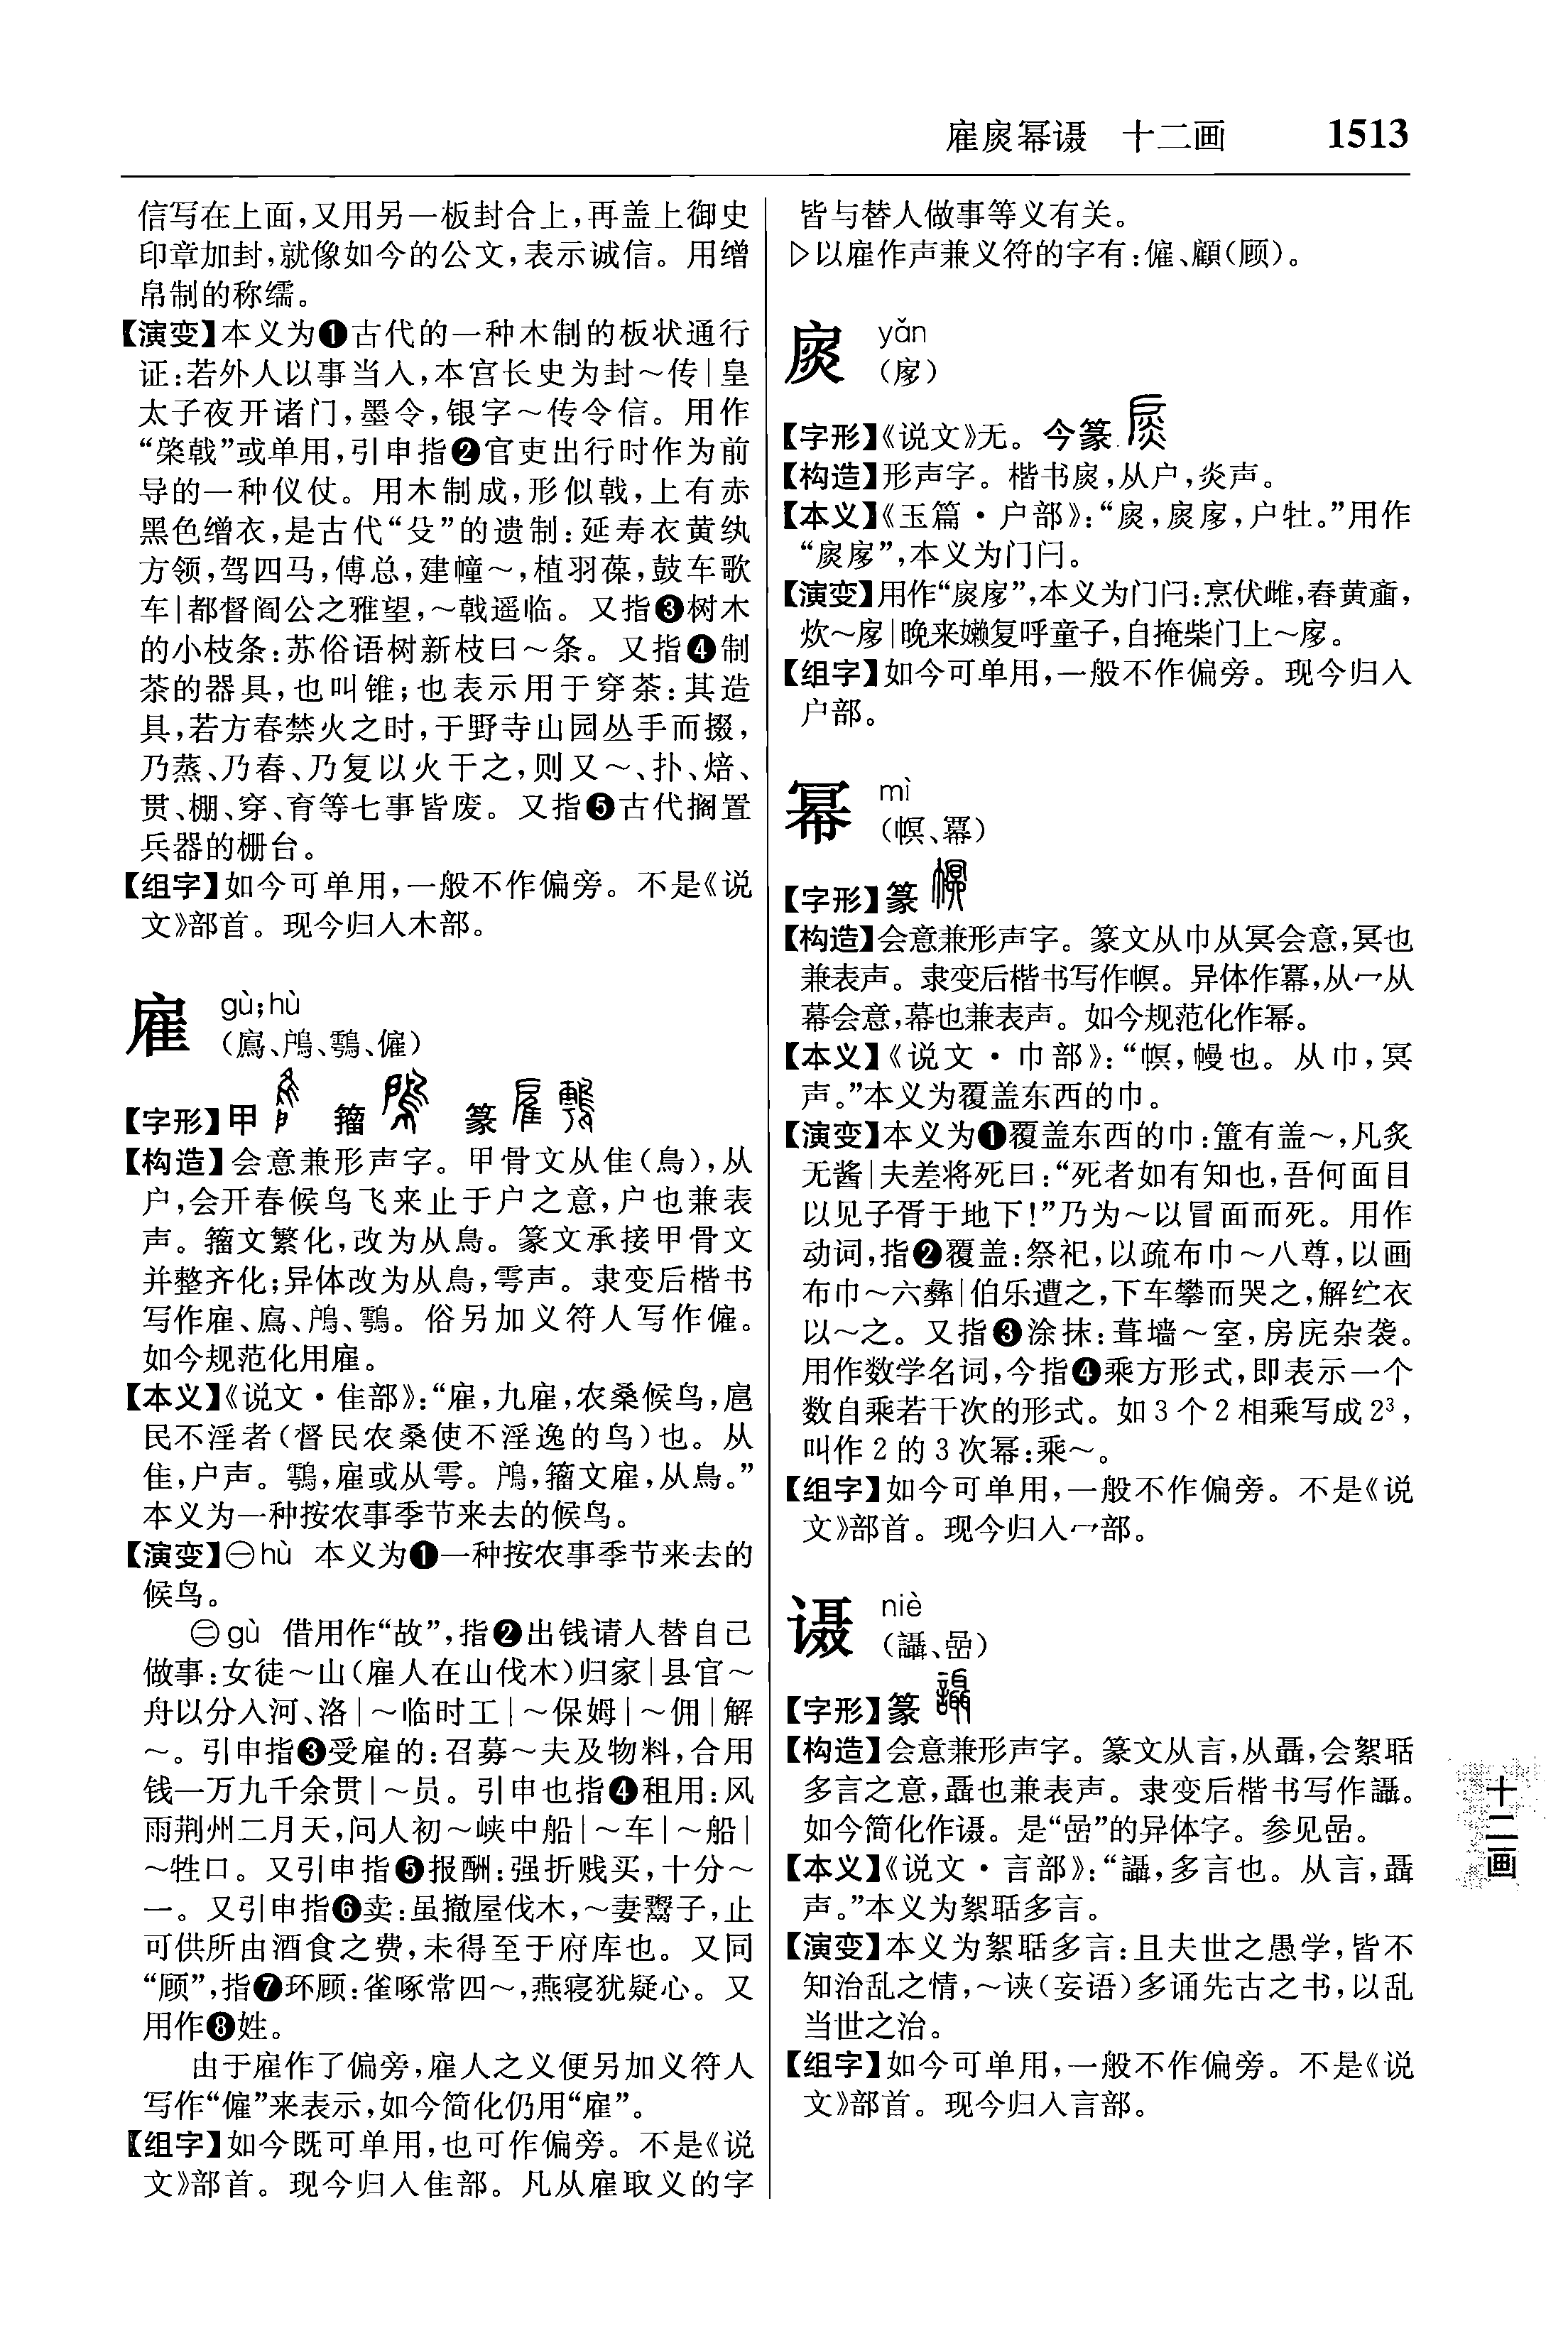 雇扊幂谝 十二画 1513
信写在上面,又用另一板封合上,再盖上御史
印章加封,就像如今的公文,表示诚信。用缯
帛制的称𦈡。
【演变】本义为❶古代的一种木制的板状通行
证:若外人以事当入,本宫长史为封~传|皇
太子夜开诸门,墨令,银字~传令信。用作
“棨戟”或单用,引申指❷官吏出行时作为前
导的一种仪仗。用木制成,形似戟,上有赤
黑色缯衣,是古代“殳”的遗制:延寿衣黄纨
方领,驾四马,傅总,建幢~,植羽葆,鼓车歌
车|都督阎公之雅望,~戟遥临。又指❸树木
的小枝条:苏俗语树新枝曰~条。又指❹制
茶的器具,也叫锥;也表示用于穿茶:其造
具,若方春禁火之时,于野寺山园丛手而掇,
乃蒸、乃舂、乃复以火干之,则又~、扑、焙、
贯、棚、穿、育等七事皆废。又指❺古代搁置
兵器的栅台。
【组字】如今可单用,一般不作偏旁。不是《说
文》部首。现今归入木部。
雇 gù;hù
(鳸、鳸、𩿇、僱)
【字形】甲 籀 篆
【构造】会意兼形声字。甲骨文从隹(鳥),从
户,会开春候鸟飞来止于户之意,户也兼表
声。籀文繁化,改为从鳥。篆文承接甲骨文
并整齐化;异体改为从鳥,雩声。隶变后楷书
写作雇、鳸、䳄、䨼。俗另加义符人写作僱。
如今规范化用雇。
【本义】《说文·隹部》:“雇,九雇,农桑候鸟,扈
民不淫者(督民农桑使不淫逸的鸟)也。从
隹,户声。,雇或从雩。,籀文雇,从鳥。”
本义为一种按农事季节来去的候鸟。
【演变】㊀hù 本义为❶一种按农事季节来去的
候鸟。
㊁gù 借用作“故”,指❷出钱请人替自己
做事:女徒~山(雇人在山伐木)归家|县官~
舟以分入河、洛|~临时工|~保姆|~佣|解
~。引申指❸受雇的:召募~夫及物料,合用
钱一万九千余贯|~员。引申也指❹租用:风
雨荆州二月天,问人初~峡中船|~车|~船|
~牲口。又引申指❺报酬:强折贱买,十分~
一。又引申指❻卖:虽撤屋伐木,~妻鬻子,止
可供所由酒食之费,未得至于府库也。又同
“顾”,指❼环顾:雀啄常四~,燕寝犹疑心。又
用作❽姓。
由于雇作了偏旁,雇人之义便另加义符人
写作“僱”来表示,如今简化仍用“雇”。
【组字】如今既可单用,也可作偏旁。不是《说
文》部首。现今归入隹部。凡从雇取义的字
皆与替人做事等义有关。
▷以雇作声兼义符的字有:僱、顧(顾)。
扊 yǎn
(扅)
【字形】《说文》无。今篆
【构造】形声字。楷书扊,从户,炎声。
【本义】《玉篇·户部》:“扊,扊扅,户牡。”用作
“扊扅”,本义为门闩。
【演变】用作“扊扅”,本义为门闩:烹伏雌,舂黄齑,
炊~扅|晚来嬾复呼童子,自掩柴门上~扅。
【组字】如今可单用,一般不作偏旁。现今归入
户部。
幂 mì
(幎、冪)
【字形】篆
【构造】会意兼形声字。篆文从巾从冥会意,冥也
兼表声。隶变后楷书写作幎。异体作冪,从冖从
幕会意,幕也兼表声。如今规范化作幂。
【本义】《说文·巾部》:“幎,幔也。从巾,冥
声。”本义为覆盖东西的巾。
【演变】本义为❶覆盖东西的巾:簠有盖~,凡炙
无酱|夫差将死曰:“死者如有知也,吾何面目
以见子胥于地下!”乃为~以冒面而死。用作
动词,指❷覆盖:祭祀,以疏布巾~八尊,以画
布巾~六彝|伯乐遭之,下车攀而哭之,解纻衣
以~之。又指❸涂抹:葺墙~室,房庑杂袭。
用作数学名词,今指❹乘方形式,即表示一个
数自乘若干次的形式。如3个2相乘写成2³,
叫作2的3次幂:乘~。
【组字】如今可单用,一般不作偏旁。不是《说
文》部首。现今归入冖部。
谝 niè
(讘、嵒)
【字形】篆
【构造】会意兼形声字。篆文从言,从聶,会絮聒
多言之意,聶也兼表声。隶变后楷书写作讘。
如今简化作𫍣。是“嵒”的异体字。参见嵒。
【本义】《说文·言部》:“讘,多言也。从言,聶
声。”本义为絮聒多言。
【演变】本义为絮聒多言:且夫世之愚学,皆不
知治乱之情,~𫍙(妄语)多诵先古之书,以乱
当世之治。
【组字】如今可单用,一般不作偏旁。不是《说
文》部首。现今归入言部。
十二画